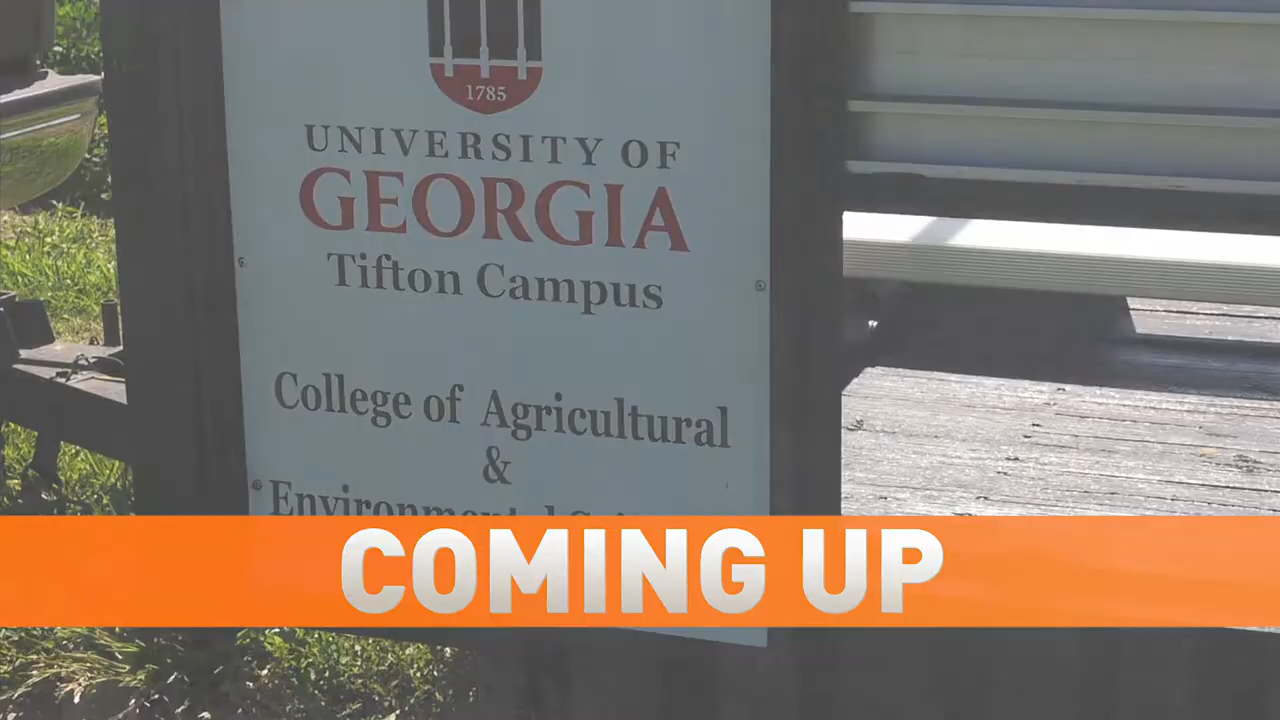 1785
UNIVERSITY OF
GEORGIA
Tifton Campus
College of Agricultural
&
COMING UP